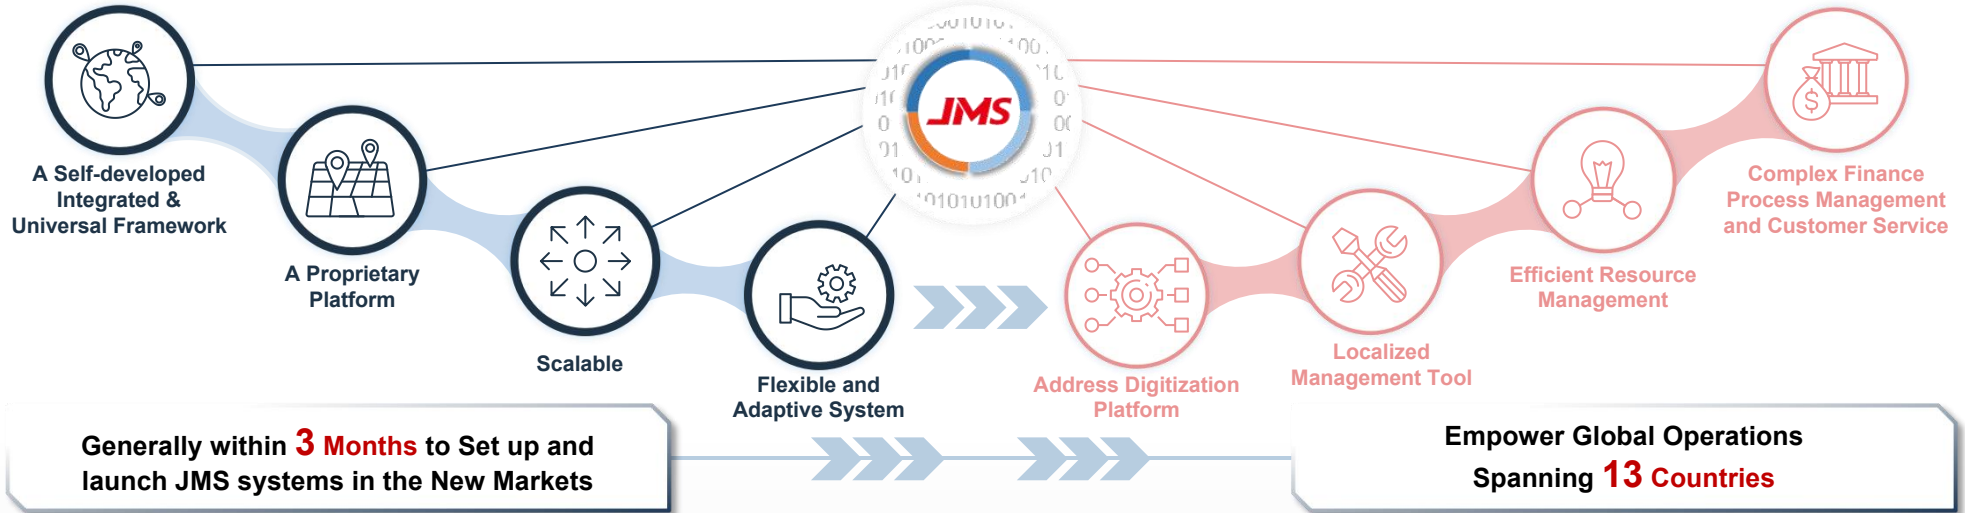 JMS
A Self-developed
Integrated &
Universal Framework
A Proprietary
Platform
Scalable
Flexible and
Adaptive System
Address Digitization
Platform
Localized
Management Tool
Efficient Resource
Management
Complex Finance
Process Management
and Customer Service
$
Generally within 3 Months to Set up and
launch JMS systems in the New Markets
Empower Global Operations
Spanning 13 Countries